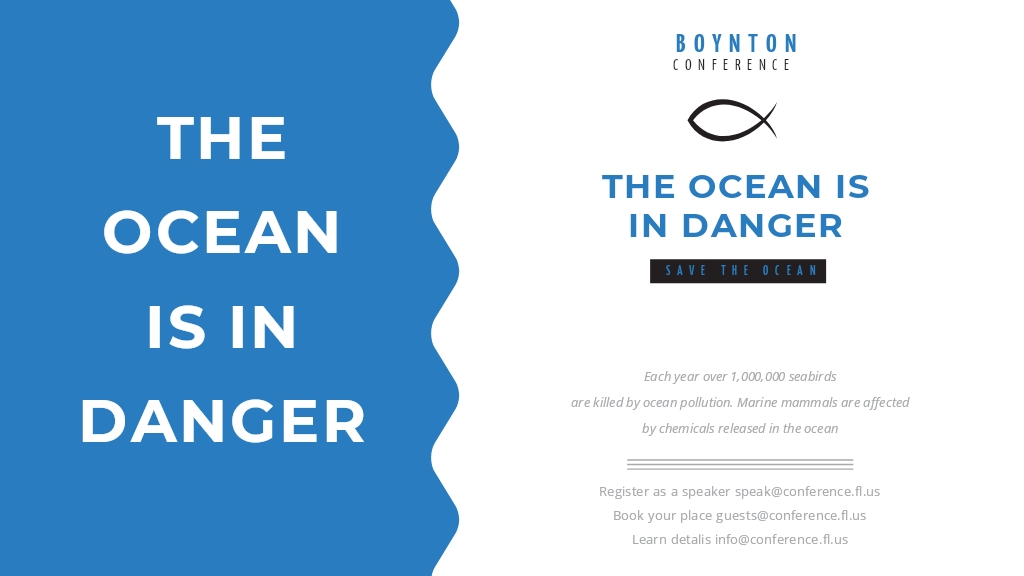 THE
OCEAN
IS IN
DANGER
BOYNTON
CONFERENCE
THE OCEAN IS
IN DANGER
SAVE THE OCEAN
Each year over 1,000,000 seabirds
are killed by ocean pollution. Marine mammals are affected
by chemicals released in the ocean
Register as a speaker speak@conference.fl.us
Book your place guests@conference.fl.us
Learn detalis info@conference.fl.us